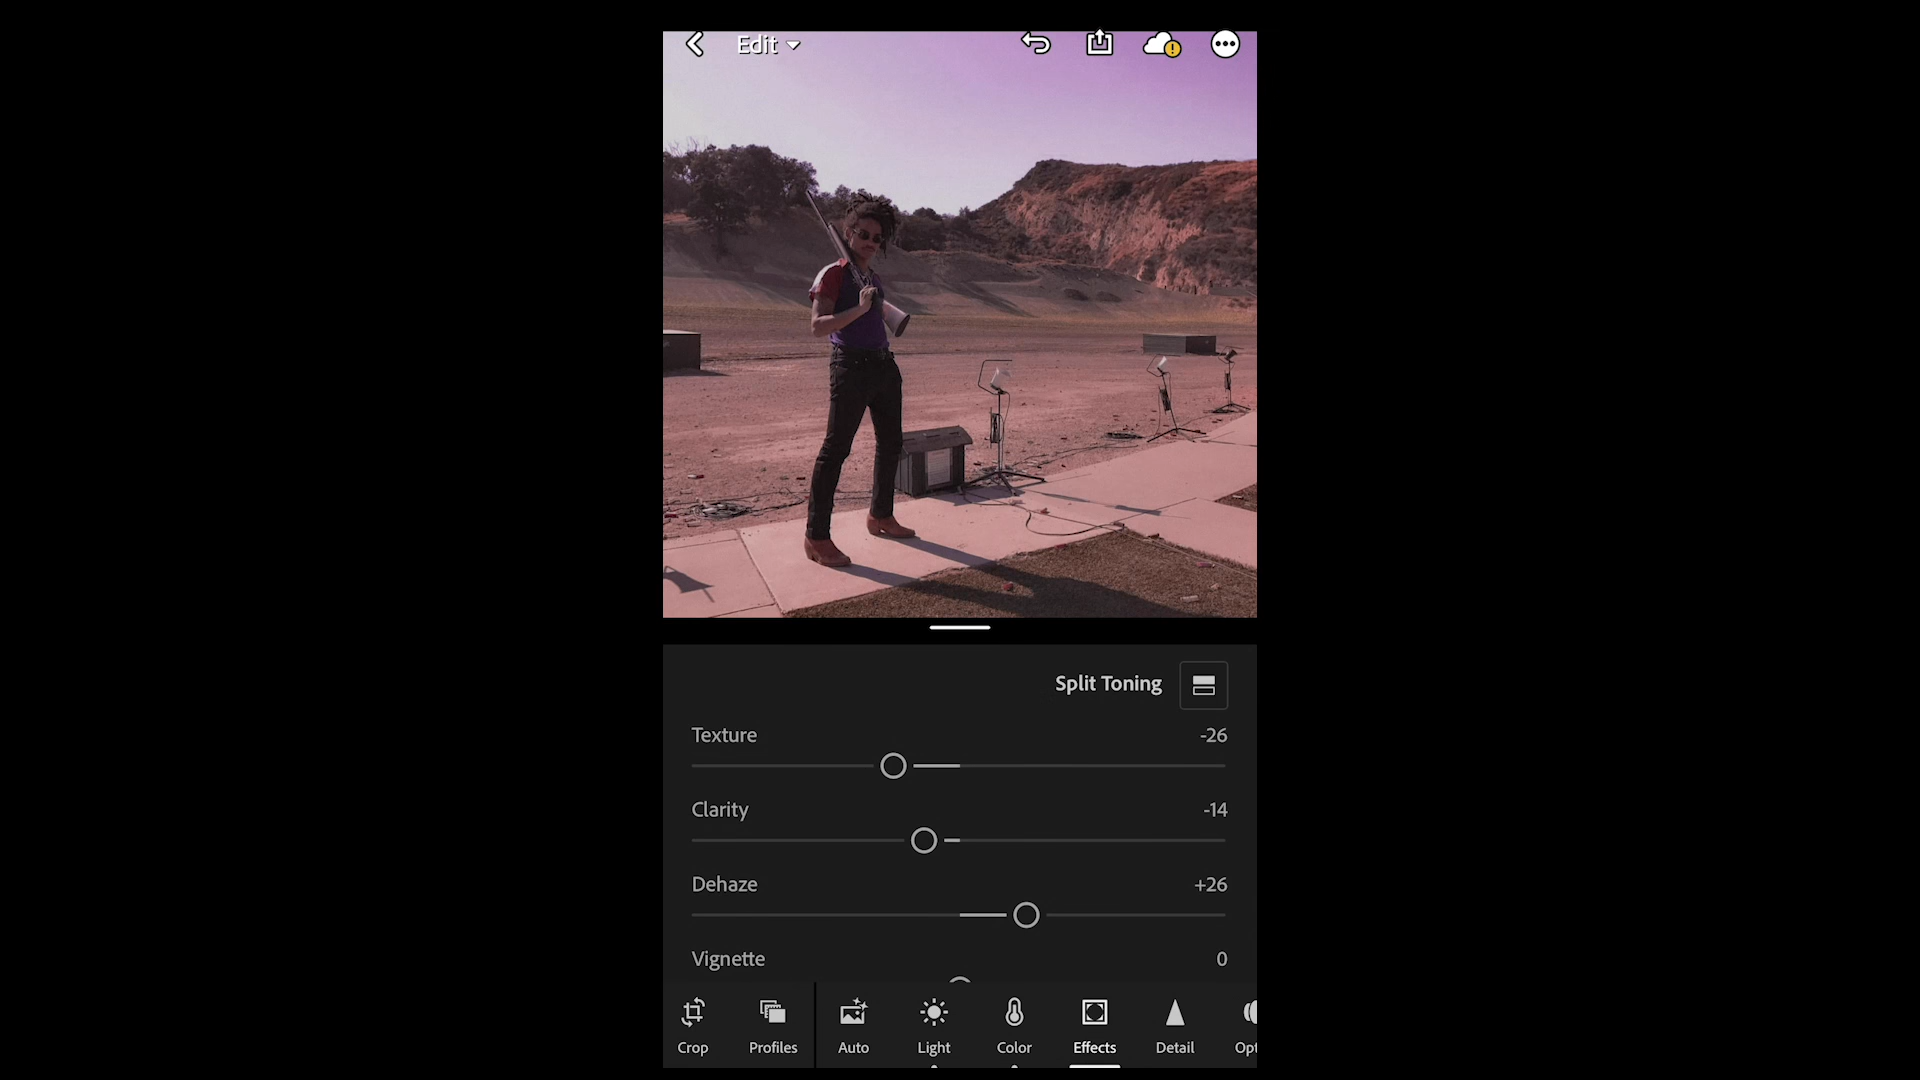 Edit
Split Toning
Texture -26
Clarity -14
Dehaze +26
Vignette 0
Crop Profiles Auto Light Color Effects Detail Opt